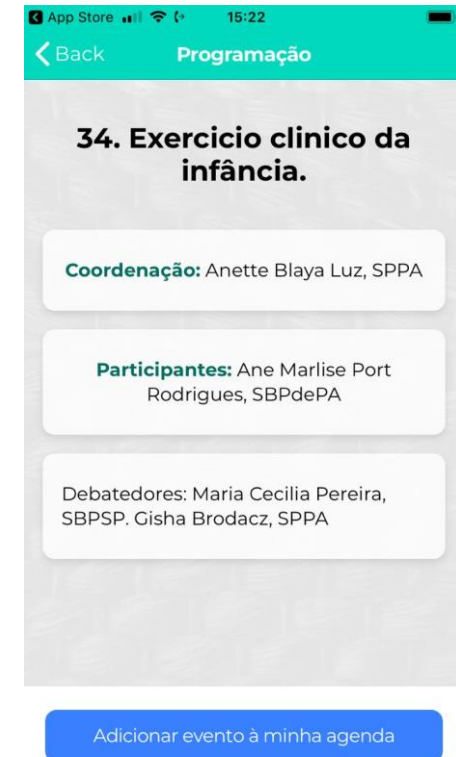 App Store 15:22
Back Programação
34. Exercicio clinico da
infância.
Coordenação: Anette Blaya Luz, SPPA
Participantes: Ane Marlise Port
Rodrigues, SBPdePA
Debatedores: Maria Cecilia Pereira,
SBPSP. Gisha Brodacz, SPPA
Adicionar evento à minha agenda